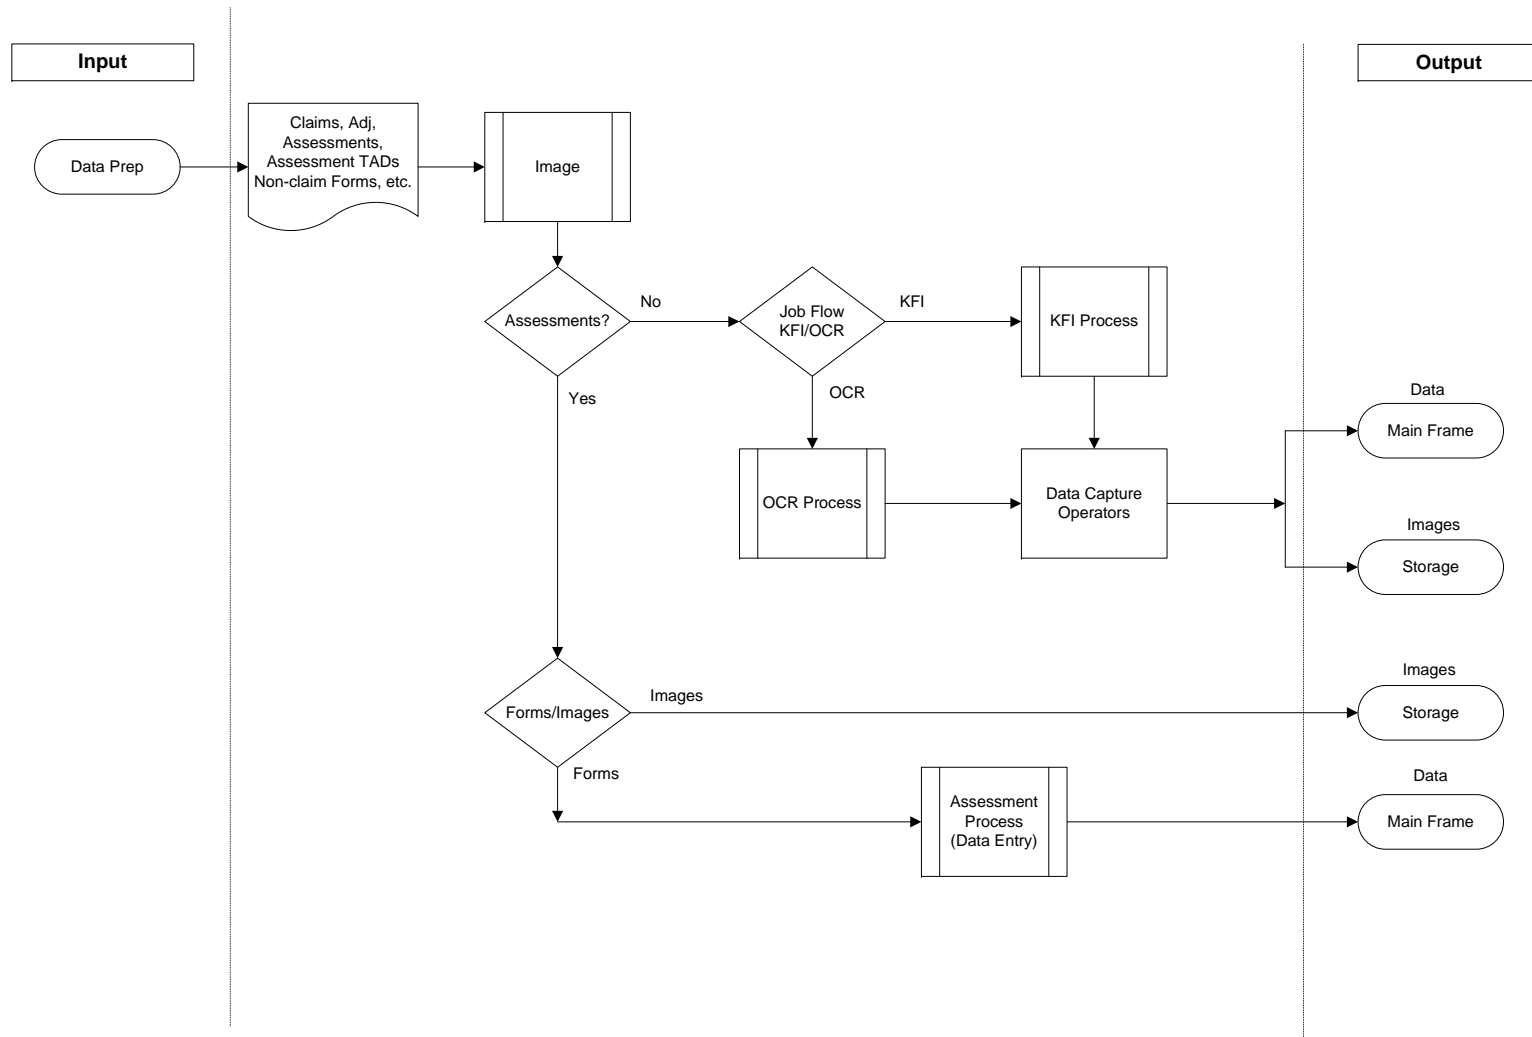 Input
Output
Claims, Adj,
Assessments,
Assessment TADs
Non-claim Forms, etc.
Data Prep
Image
Assessments?
No
Job Flow
KFI/OCR
KFI
KFI Process
Yes
OCR
Data
Main Frame
OCR Process
Data Capture
Operators
Images
Storage
Forms/Images
Images
Images
Storage
Forms
Assessment
Process
(Data Entry)
Data
Main Frame